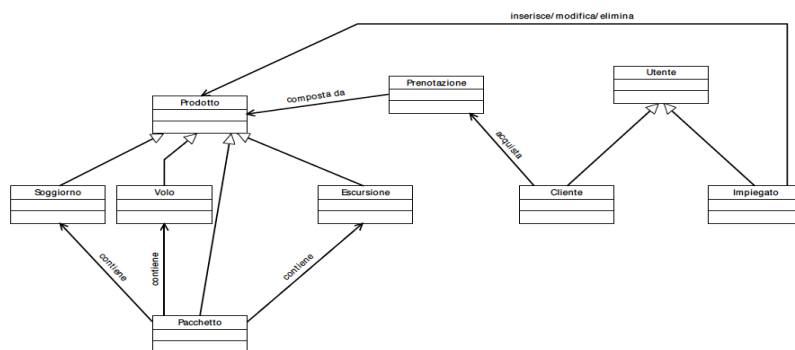 inserisce/modifica/elimina
Utente
Prenotazione
Prodotto
composta da
acquista
Soggiorno
Volo
Escursione
Cliente
Impiegato
contiene
contiene
contiene
Pacchetto